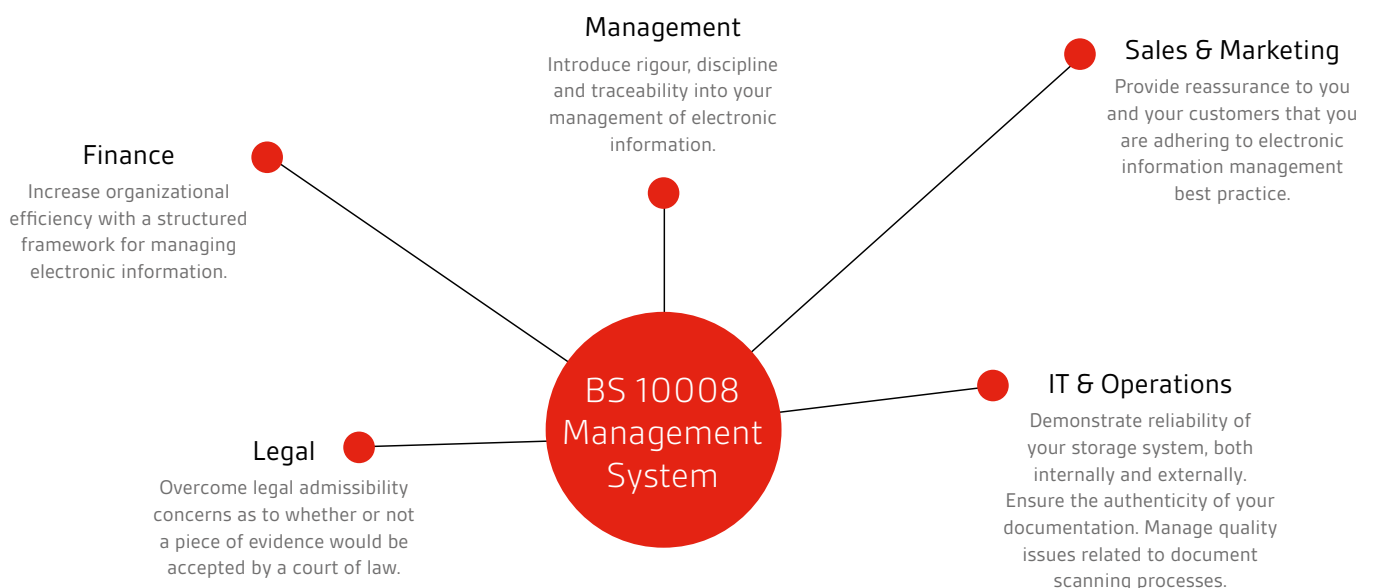 Management
Introduce rigour, discipline
and traceability into your
management of electronic
information.
Sales & Marketing
Provide reassurance to you
and your customers that you
are adhering to electronic
information management
best practice.
Finance
Increase organizational
efficiency with a structured
framework for managing
electronic information.
BS 10008
Management
System
IT & Operations
Demonstrate reliability of
your storage system, both
internally and externally.
Ensure the authenticity of your
documentation. Manage quality
issues related to document
scanning processes.
Legal
Overcome legal admissibility
concerns as to whether or not
a piece of evidence would be
accepted by a court of law.